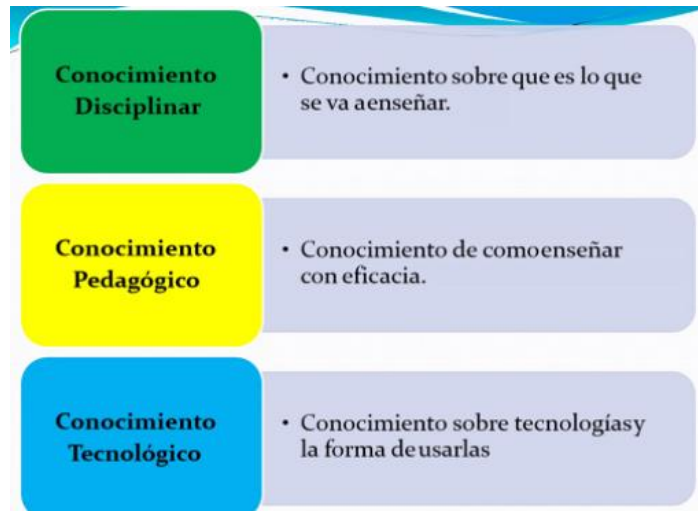 Conocimiento
Disciplinar
• Conocimiento sobre que es lo que
se va aenseñar.
Conocimiento
Pedagógico
• Conocimiento de comoenseñar
con eficacia.
Conocimiento
Tecnológico
• Conocimiento sobre tecnologíasy
la forma deusarlas